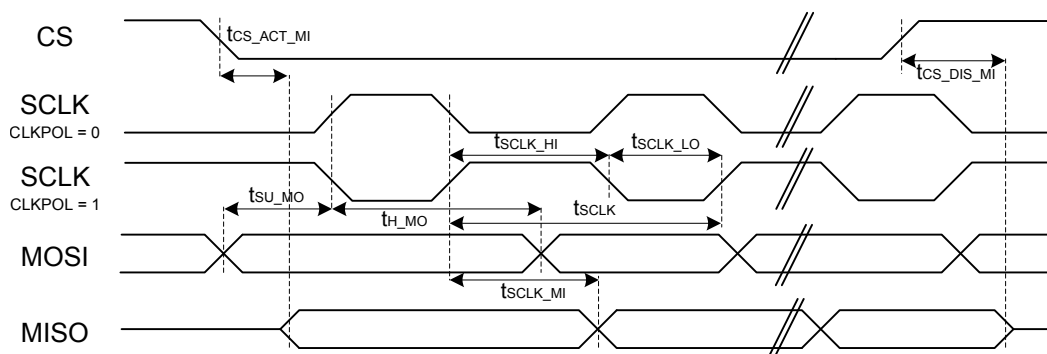 CS
tCS_ACT_MI
tCS_DIS_MI
SCLK
CLKPOL = 0
tSCLK_HI
tSCLK_LO
SCLK
CLKPOL = 1
tSU_MO
tH_MO
tSCLK
MOSI
tSCLK_MI
MISO